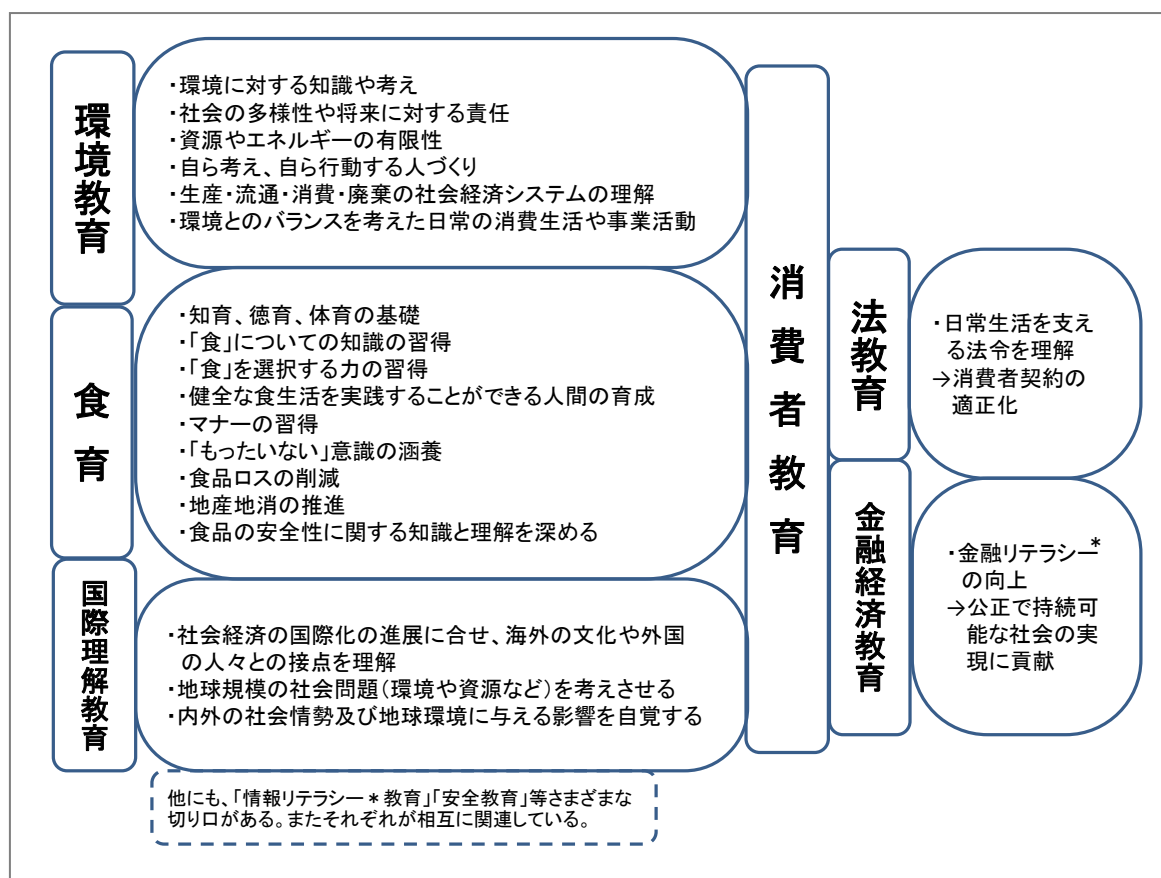 環境教育
・環境に対する知識や考え
・社会の多様性や将来に対する責任
・資源やエネルギーの有限性
・自ら考え、自ら行動する人づくり
・生産・流通・消費・廃棄の社会経済システムの理解
・環境とのバランスを考えた日常の消費生活や事業活動
食育
・知育、徳育、体育の基礎
・「食」についての知識の習得
・「食」を選択する力の習得
・健全な食生活を実践することができる人間の育成
・マナーの習得
・「もったいない」意識の涵養
・食品ロスの削減
・地産地消の推進
・食品の安全性に関する知識と理解を深める
国際理解教育
・社会経済の国際化の進展に合せ、海外の文化や外国
の人々との接点を理解
・地球規模の社会問題(環境や資源など)を考えさせる
・内外の社会情勢及び地球環境に与える影響を自覚する
他にも、「情報リテラシー*教育」「安全教育」等さまざまな
切り口がある。またそれぞれが相互に関連している。
消費者教育
法教育
・日常生活を支え
る法令を理解
→消費者契約の
適正化
金融経済教育
・金融リテラシー*
の向上
→公正で持続可
能な社会の実
現に貢献